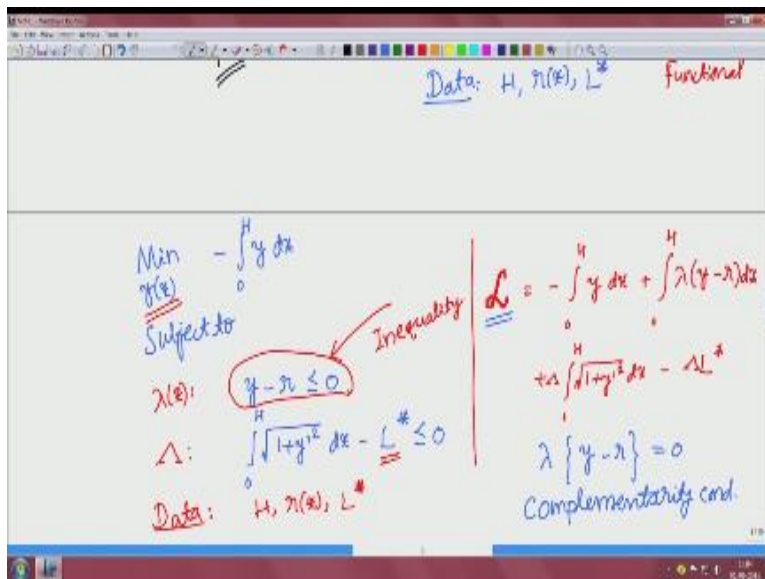 Data: H, r(x), L* Functional
Min - ∫₀ᴴ y dx
y(x)
Subject to
λ(x): y - r ≤ 0
Inequality
Λ: ∫₀ᴴ √(1+y'²) dx - L* ≤ 0
Data: H, r(x), L*
𝓛 = - ∫₀ᴴ y dx + ∫₀ᴴ λ(y-r)dx
+Λ ∫₀ᴴ √(1+y'²) dx - ΛL*
λ {y - r} = 0
Complementarity cond.